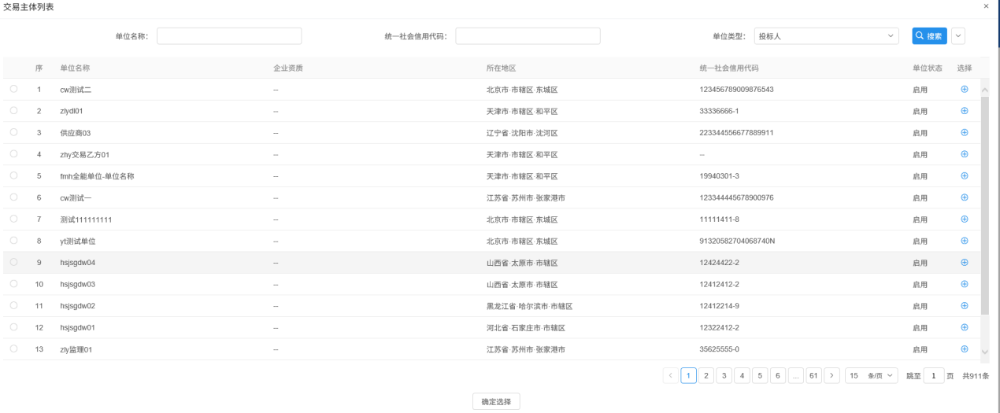 交易主体列表 ×
单位名称： 统一社会信用代码： 单位类型： 投标人 搜索
序 单位名称 企业资质 所在地区 统一社会信用代码 单位状态 选择
1 cw测试二 -- 北京市·市辖区·东城区 123456789009876543 启用
2 zlydl01 -- 天津市·市辖区·和平区 33336666-1 启用
3 供应商03 -- 辽宁省·沈阳市·沈河区 223344556677889911 启用
4 zhy交易乙方01 -- 天津市·市辖区·和平区 -- 启用
5 fmh全能单位-单位名称 -- 天津市·市辖区·和平区 19940301-3 启用
6 cw测试一 -- 江苏省·苏州市·张家港市 123344445678900976 启用
7 测试111111111 -- 北京市·市辖区·东城区 11111411-8 启用
8 yt测试单位 -- 北京市·市辖区·东城区 91320582704068740N 启用
9 hsjsgdw04 -- 山西省·太原市·市辖区 12424422-2 启用
10 hsjsgdw03 -- 山西省·太原市·市辖区 12412412-2 启用
11 hsjsgdw02 -- 黑龙江省·哈尔滨市·市辖区 12412214-9 启用
12 hsjsgdw01 -- 河北省·石家庄市·市辖区 12322412-2 启用
13 zly监理01 -- 江苏省·苏州市·张家港市 35625555-0 启用
< 1 2 3 4 5 6 ... 61 > 15 条/页 跳至 1 页 共911条
确定选择